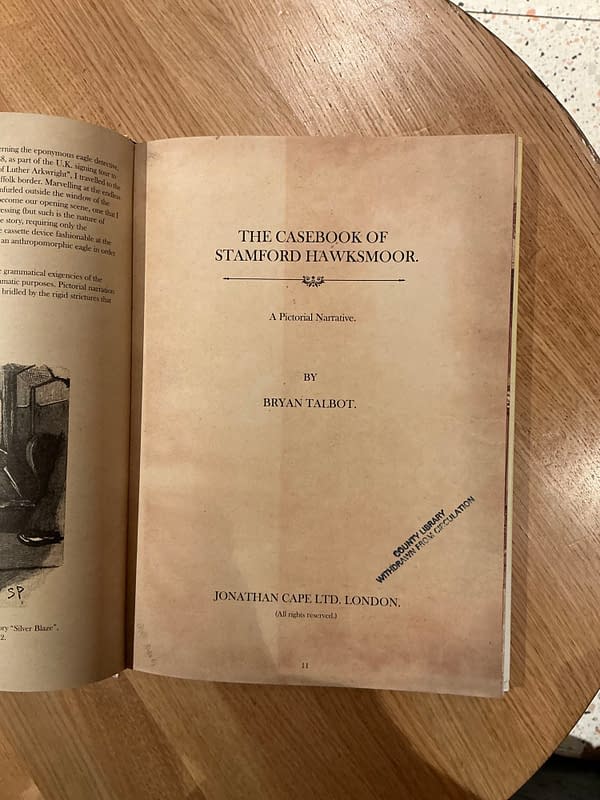 erning the eponymous eagle detective,
8, as part of the U.K. signing tour to
of Luther Arkwright", I travelled to the
ffolk border. Marvelling at the endless
nfurled outside the window of the
become our opening scene, one that I
ressing (but such is the nature of
e story, requiring only the
e cassette device fashionable at the
an anthropomorphic eagle in order
e grammatical exigencies of the
matic purposes. Pictorial narration
bridled by the rigid strictures that
SP
ory "Silver Blaze".
2.
THE CASEBOOK OF
STAMFORD HAWKSMOOR.
A Pictorial Narrative.
BY
BRYAN TALBOT.
COUNTY LIBRARY
WITHDRAWN FROM CIRCULATION
JONATHAN CAPE LTD. LONDON.
(All rights reserved.)
11